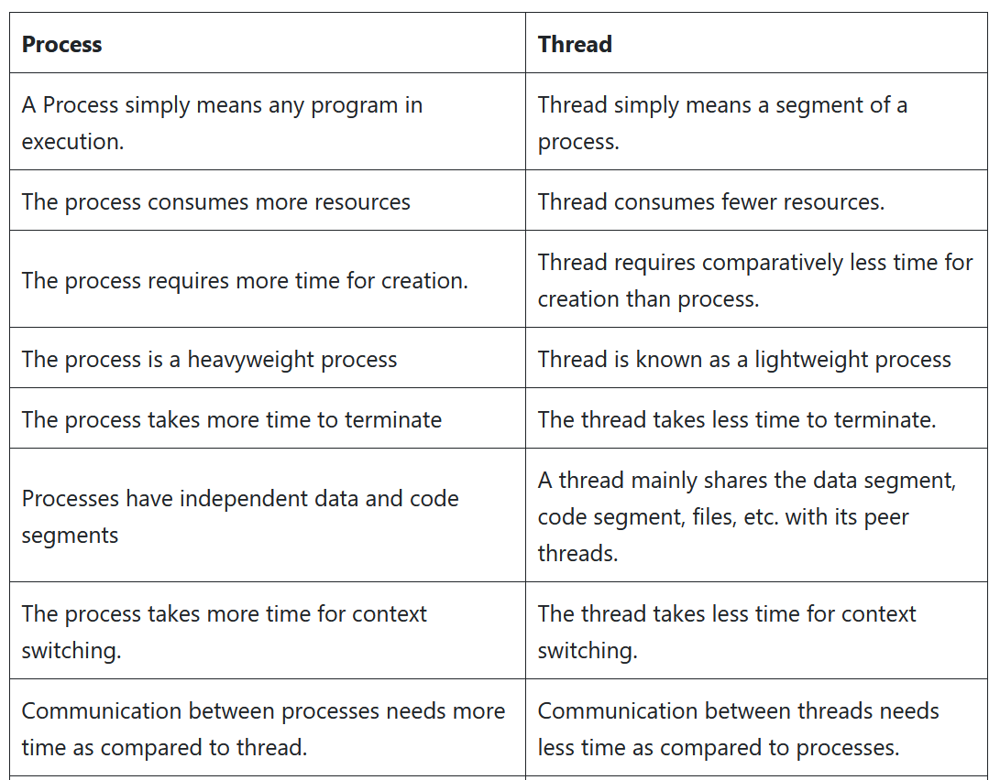 Process
Thread
A Process simply means any program in
execution.
Thread simply means a segment of a
process.
The process consumes more resources
Thread consumes fewer resources.
The process requires more time for creation.
Thread requires comparatively less time for
creation than process.
The process is a heavyweight process
Thread is known as a lightweight process
The process takes more time to terminate
The thread takes less time to terminate.
Processes have independent data and code
segments
A thread mainly shares the data segment,
code segment, files, etc. with its peer
threads.
The process takes more time for context
switching.
The thread takes less time for context
switching.
Communication between processes needs more
time as compared to thread.
Communication between threads needs
less time as compared to processes.